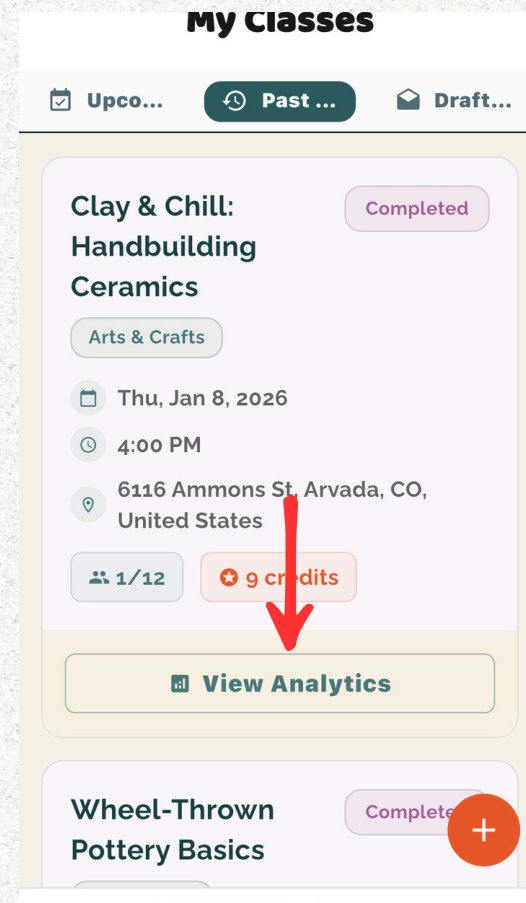 My Classes
Upco...
Past ...
Draft...
Clay & Chill:
Handbuilding
Ceramics
Completed
Arts & Crafts
Thu, Jan 8, 2026
4:00 PM
6116 Ammons St, Arvada, CO,
United States
1/12
9 credits
View Analytics
Wheel-Thrown
Pottery Basics
Complete